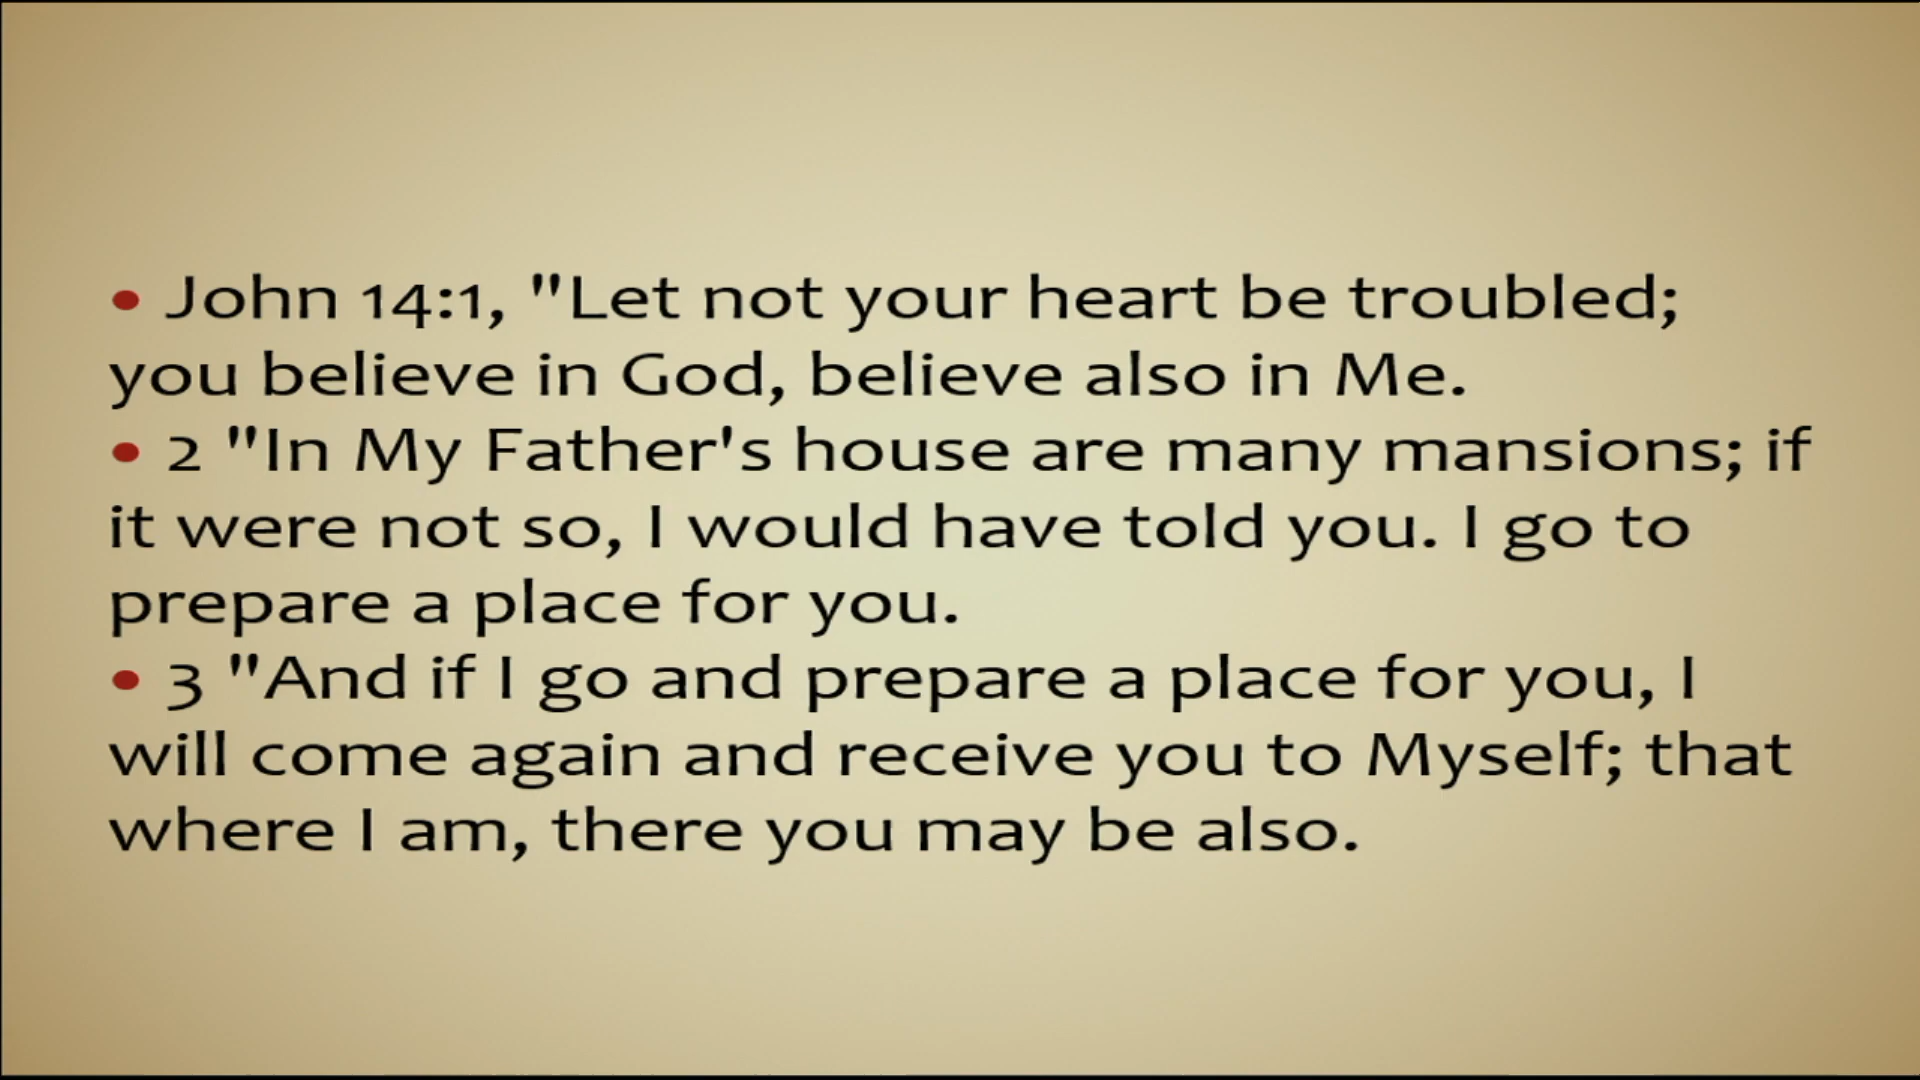 • John 14:1, "Let not your heart be troubled;
you believe in God, believe also in Me.
• 2 "In My Father's house are many mansions; if
it were not so, I would have told you. I go to
prepare a place for you.
• 3 "And if I go and prepare a place for you, I
will come again and receive you to Myself; that
where I am, there you may be also.